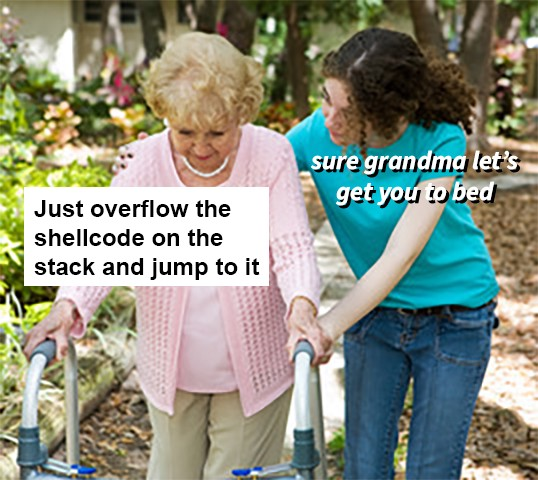 Just overflow the
shellcode on the
stack and jump to it
sure grandma let's
get you to bed